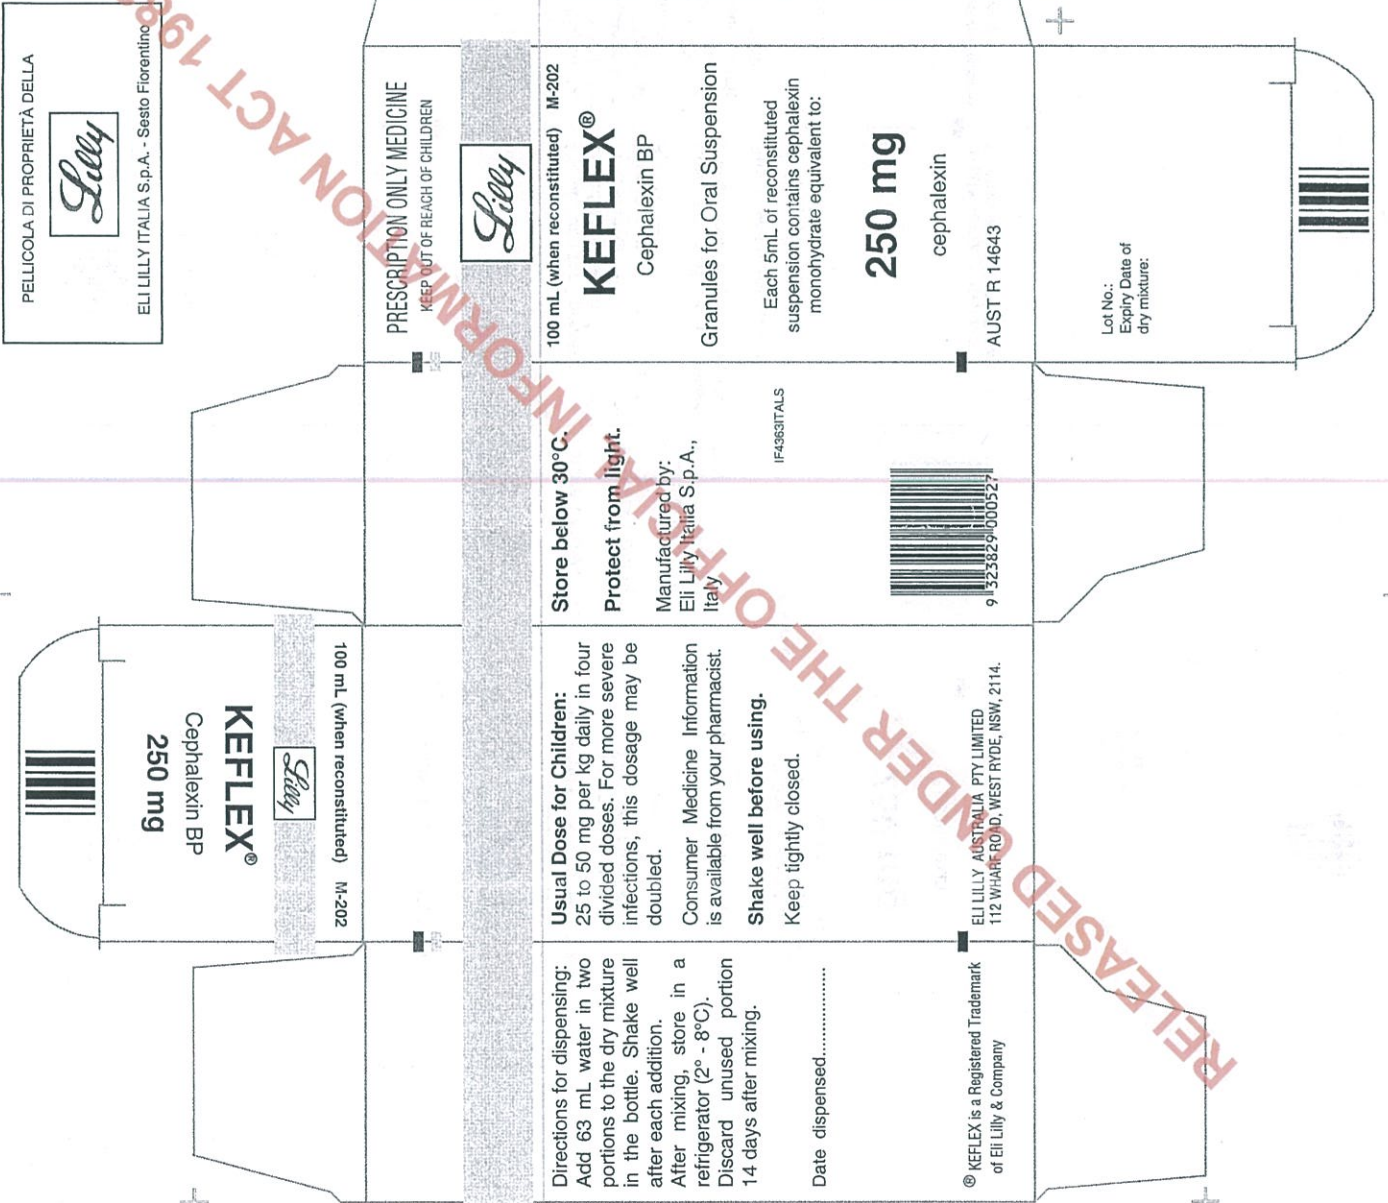 PELLICOLA DI PROPRIETÀ DELLA
Lilly
ELI LILLY ITALIA S.p.A. - Sesto Fiorentino
PRESCRIPTION ONLY MEDICINE
KEEP OUT OF REACH OF CHILDREN
Lilly
100 mL (when reconstituted) M-202
KEFLEX®
Cephalexin BP
Granules for Oral Suspension
Each 5mL of reconstituted
suspension contains cephalexin
monohydrate equivalent to:
250 mg
cephalexin
AUST R 14643
Lot No.:
Expiry Date of
dry mixture:
Store below 30°C.
Protect from light.
Manufactured by:
Eli Lilly Italia S.p.A.,
Italy
IF4363ITALS
9 323829 000527
250 mg
Cephalexin BP
KEFLEX®
Lilly
100 mL (when reconstituted) M-202
Usual Dose for Children:
25 to 50 mg per kg daily in four
divided doses. For more severe
infections, this dosage may be
doubled.
Consumer Medicine Information
is available from your pharmacist.
Shake well before using.
Keep tightly closed.
ELI LILLY AUSTRALIA PTY LIMITED
112 WHARF ROAD, WEST RYDE, NSW, 2114.
Directions for dispensing:
Add 63 mL water in two
portions to the dry mixture
in the bottle. Shake well
after each addition.
After mixing, store in a
refrigerator (2° - 8°C).
Discard unused portion
14 days after mixing.
Date dispensed....................
® KEFLEX is a Registered Trademark
of Eli Lilly & Company
RELEASED UNDER THE OFFICIAL INFORMATION ACT 198